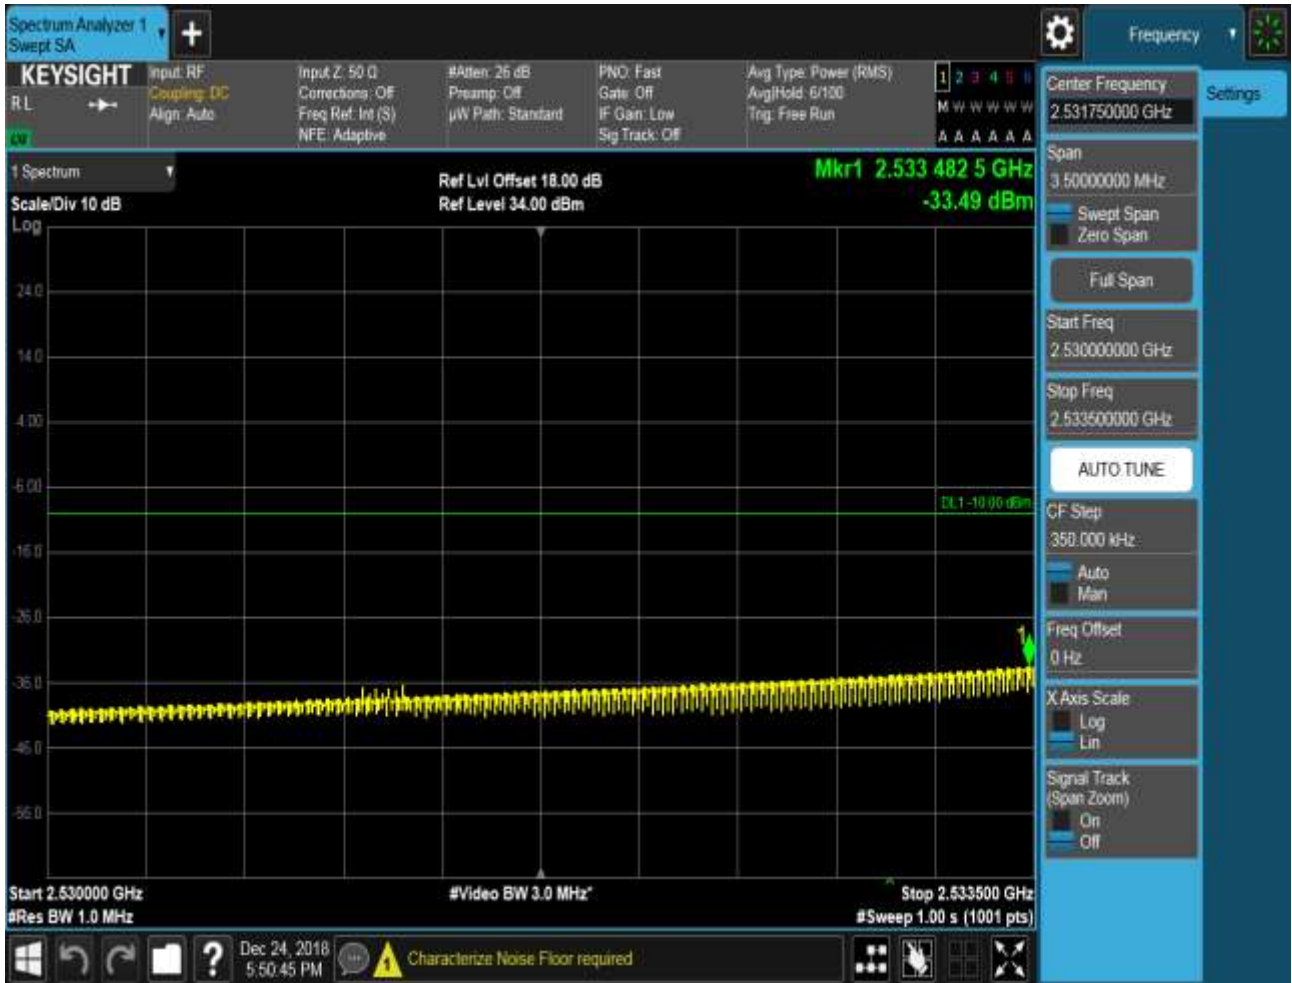 Spectrum Analyzer 1
Swept SA
Frequency
KEYSIGHT
RL
LXI
Input: RF
Coupling: DC
Align: Auto
Input Z: 50 Ω
Corrections: Off
Freq Ref: Int (S)
NFE: Adaptive
#Atten: 26 dB
Preamp: Off
µW Path: Standard
PNO: Fast
Gate: Off
IF Gain: Low
Sig Track: Off
Avg Type: Power (RMS)
Avg|Hold: 6/100
Trig: Free Run
1 2 3 4 5 6
M W W W W W
A A A A A A
1 Spectrum
Scale/Div 10 dB
Log
Ref Lvl Offset 18.00 dB
Ref Level 34.00 dBm
Mkr1 2.533 482 5 GHz
-33.49 dBm
24.0
14.0
4.00
-6.00
DL1 -10.00 dBm
-16.0
-26.0
1
-36.0
-46.0
-56.0
Start 2.530000 GHz
#Res BW 1.0 MHz
#Video BW 3.0 MHz*
Stop 2.533500 GHz
#Sweep 1.00 s (1001 pts)
Center Frequency
2.531750000 GHz
Settings
Span
3.50000000 MHz
Swept Span
Zero Span
Full Span
Start Freq
2.530000000 GHz
Stop Freq
2.533500000 GHz
AUTO TUNE
CF Step
350.000 kHz
Auto
Man
Freq Offset
0 Hz
X Axis Scale
Log
Lin
Signal Track
(Span Zoom)
On
Off
?
Dec 24, 2018
5:50:45 PM
1
Characterize Noise Floor required